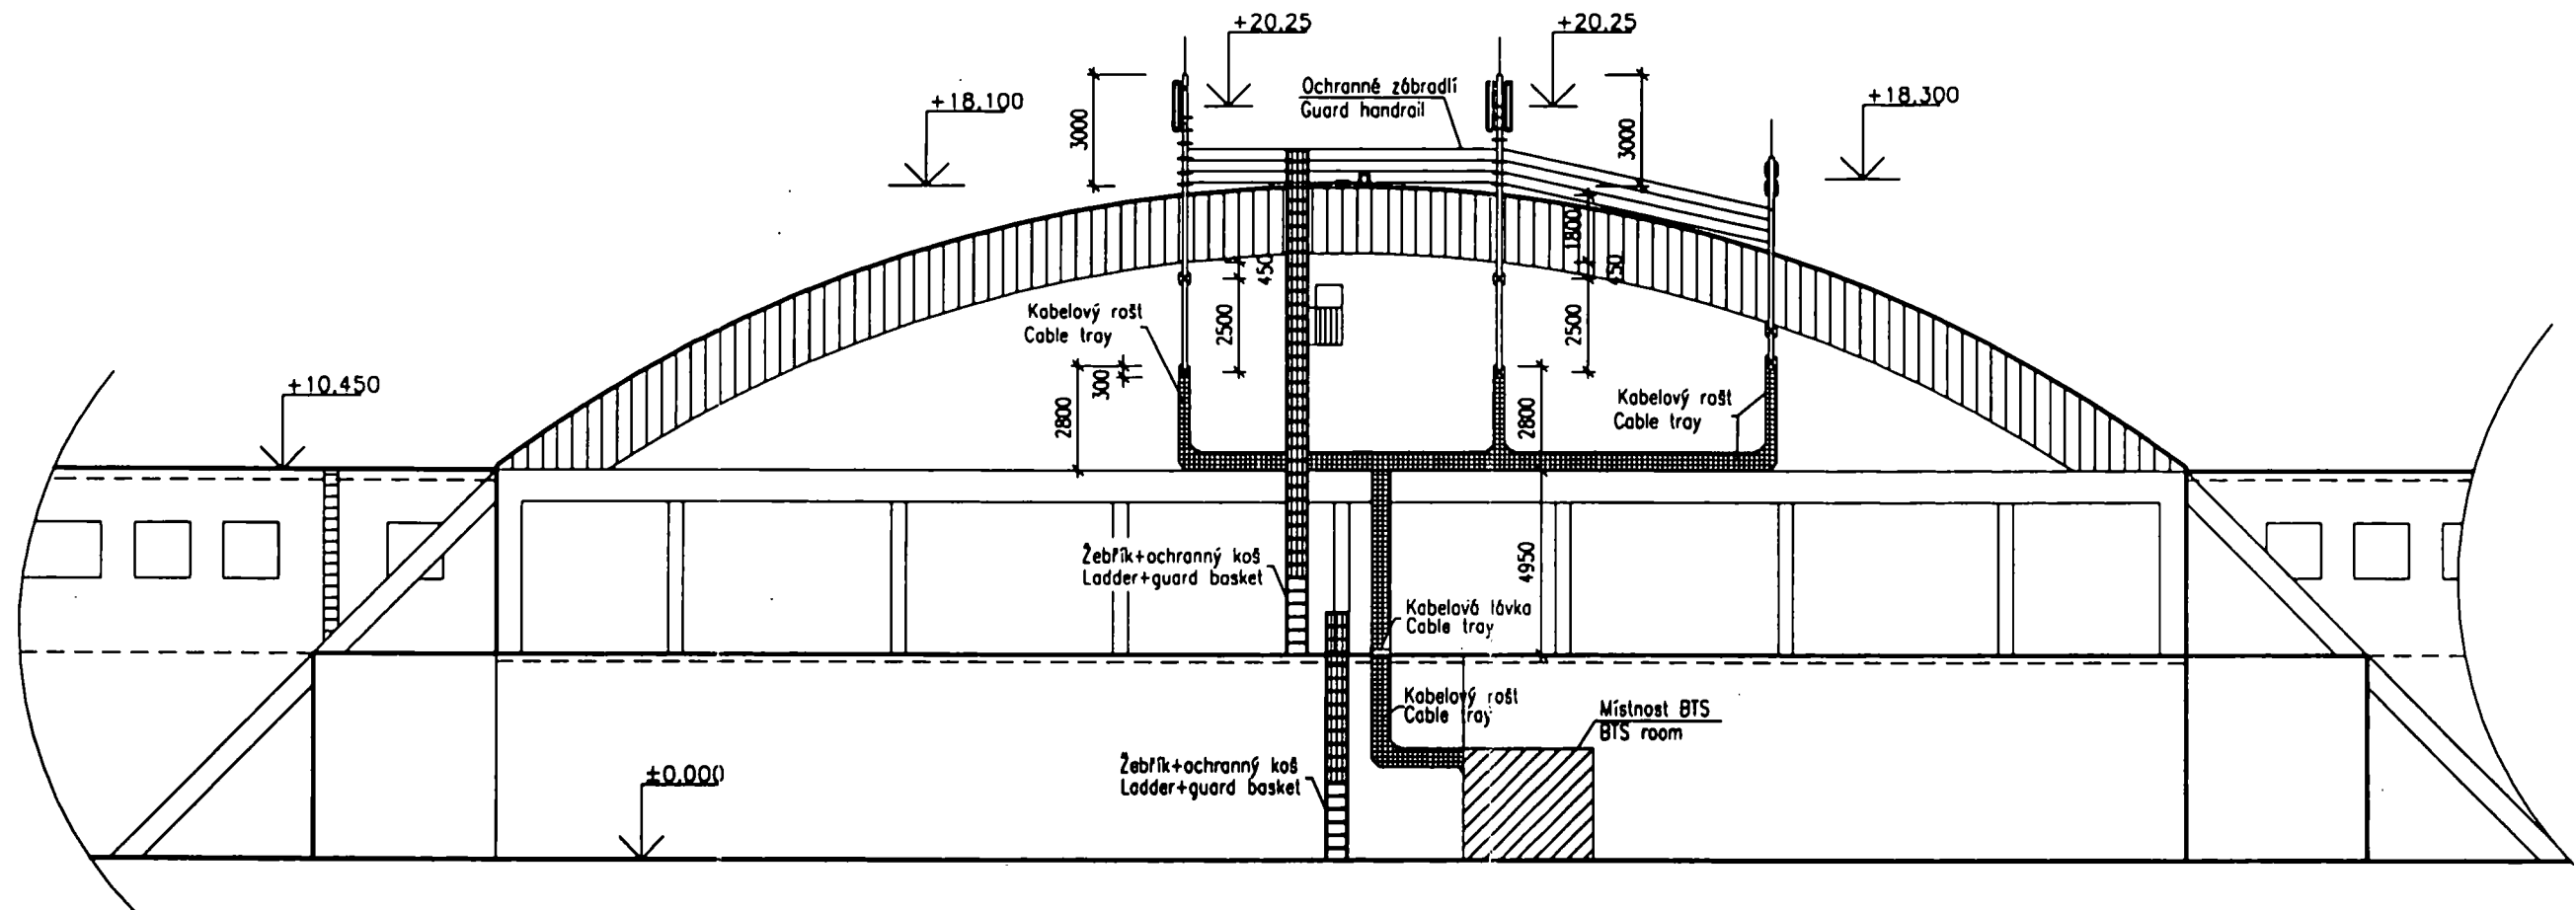 +20,25
+20,25
Ochranné zábradlí
Guard handrail
+18,100
+18,300
3000
3000
1800
450
450
Kabelový rošt
Cable tray
2500
2500
+10,450
300
2800
2800
Kabelový rošt
Cable tray
Žebřík+ochranný koš
Ladder+guard basket
4950
Kabelová lávka
Cable tray
Kabelový rošt
Cable tray
Místnost BTS
BTS room
Žebřík+ochranný koš
Ladder+guard basket
±0,000